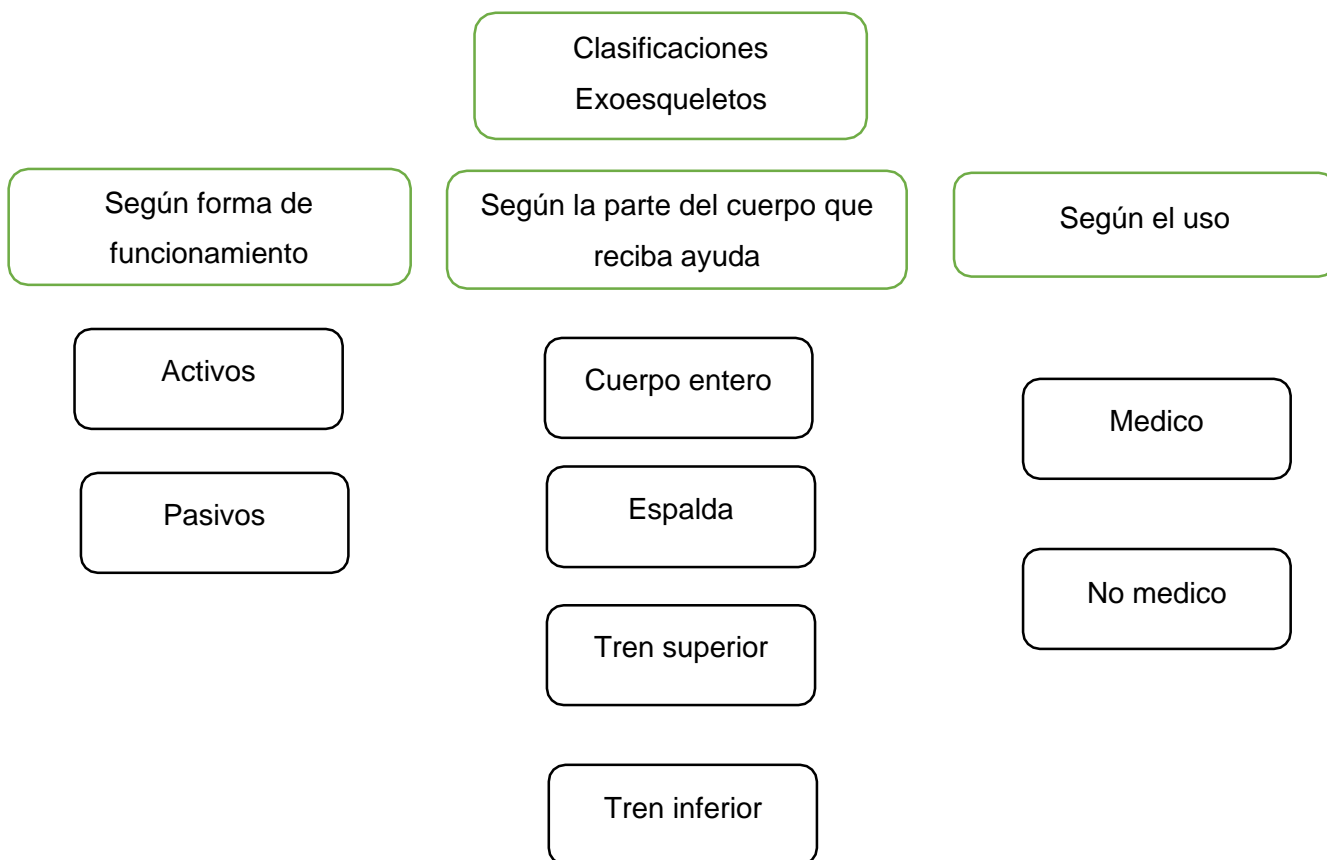 Clasificaciones
Exoesqueletos
Según forma de
funcionamiento
Según la parte del cuerpo que
reciba ayuda
Según el uso
Activos
Pasivos
Cuerpo entero
Espalda
Tren superior
Tren inferior
Medico
No medico